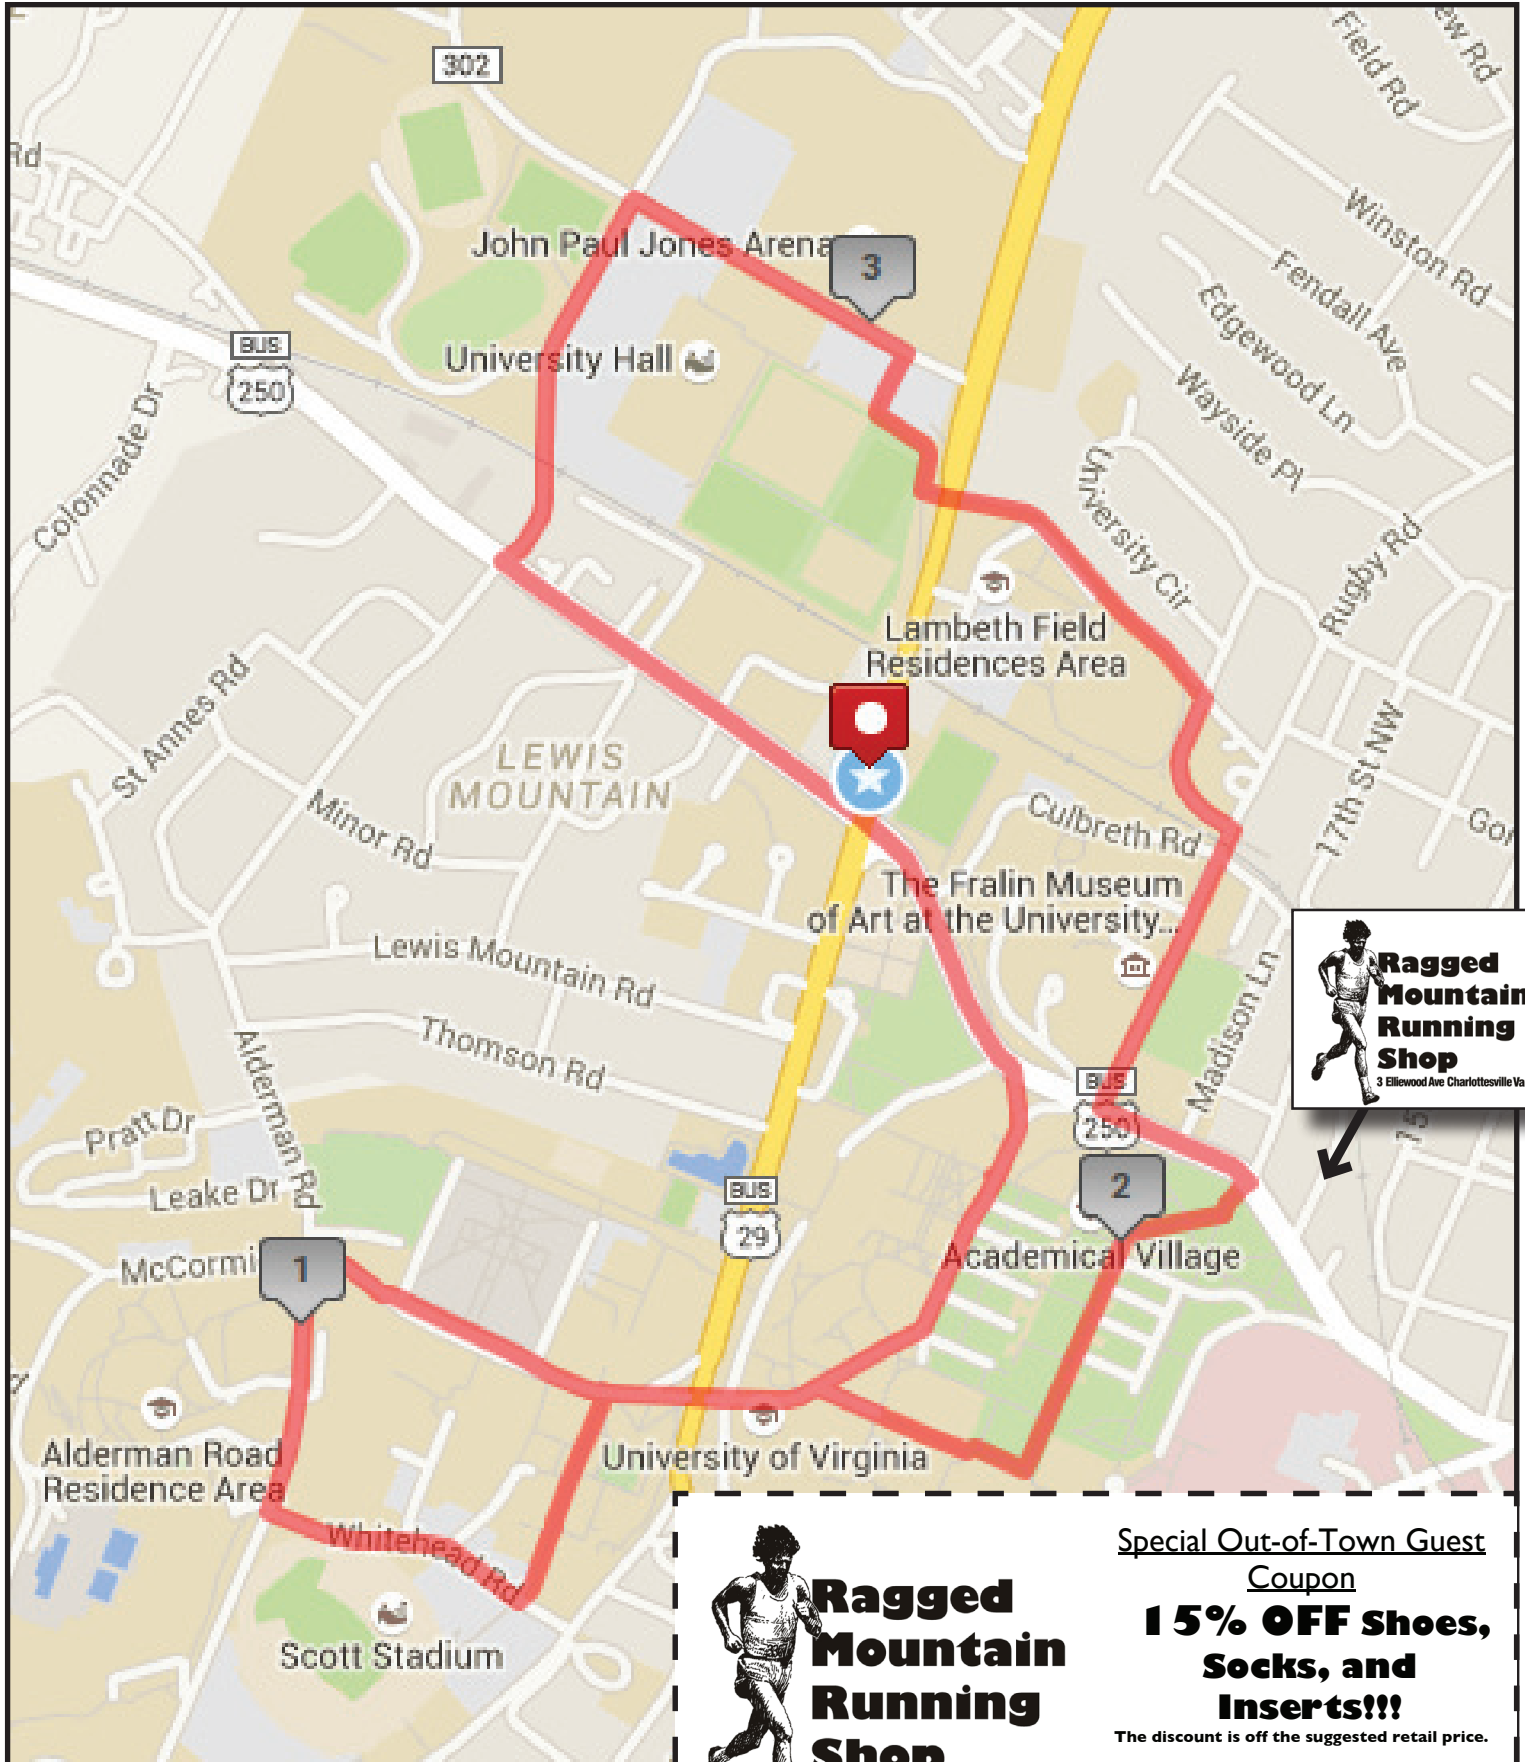 302
ew Rd
Field Rd
Rd
Winston Rd
Fendall Ave
John Paul Jones Arena
3
Edgewood Ln
BUS
250
University Hall
Wayside Pl
Colonnade Dr
University Cir
Rugby Rd
Lambeth Field
Residences Area
St Annes Rd
17th St NW
LEWIS
MOUNTAIN
Minor Rd
Culbreth Rd
Gor
The Fralin Museum
of Art at the University...
Lewis Mountain Rd
Madison Ln
Ragged
Mountain
Running
Shop
3 Elliewood Ave Charlottesville Va
Thomson Rd
Alderman Rd
BUS
250
15
Pratt Dr
Leake Dr
BUS
29
2
Academical Village
McCormi
1
Alderman Road
Residence Area
University of Virginia
Whitehead Rd
Scott Stadium
Ragged
Mountain
Running
Shop
Special Out-of-Town Guest
Coupon
15% OFF Shoes,
Socks, and
Inserts!!!
The discount is off the suggested retail price.